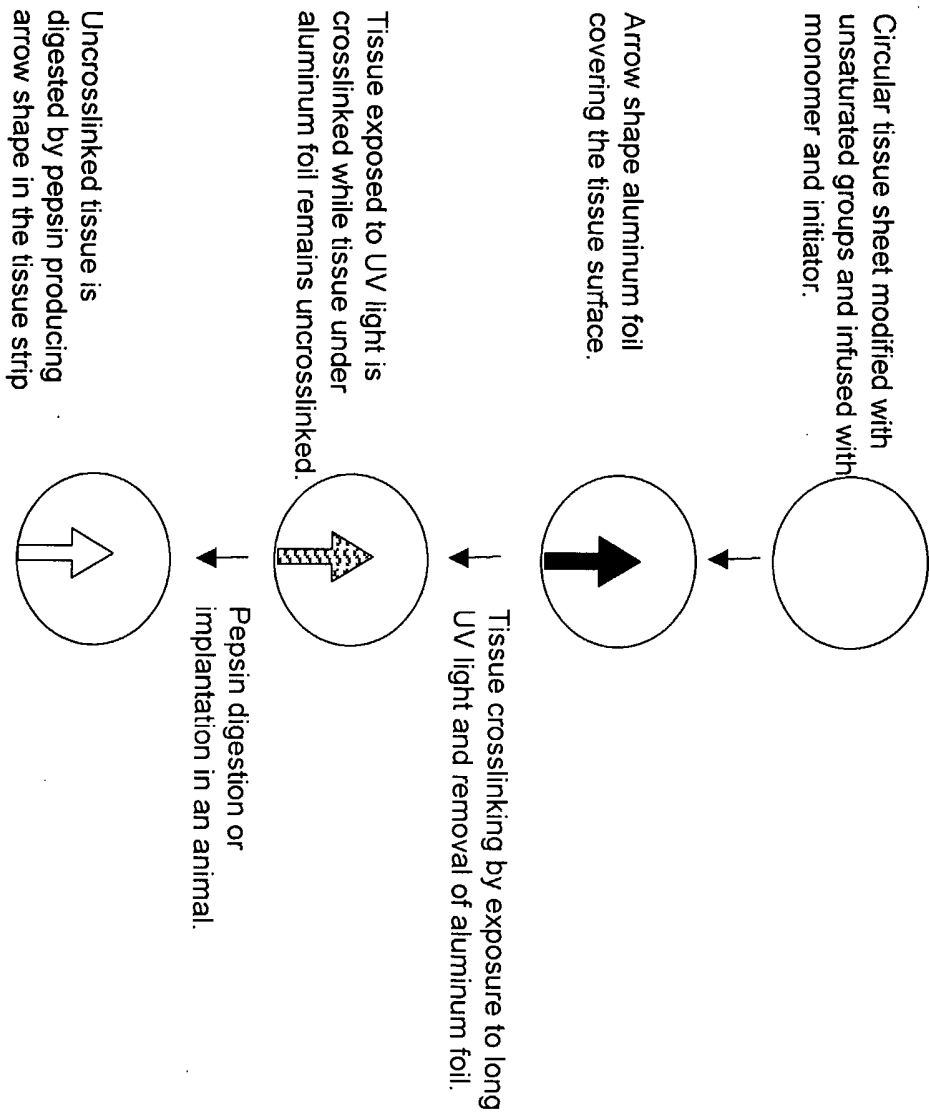 Circular tissue sheet modified with
unsaturated groups and infused with
monomer and initiator.
Arrow shape aluminum foil
covering the tissue surface.
Tissue crosslinking by exposure to long
UV light and removal of aluminum foil.
Tissue exposed to UV light is
crosslinked while tissue under
aluminum foil remains uncrosslinked.
Pepsin digestion or
implantation in an animal.
Uncrosslinked tissue is
digested by pepsin producing
arrow shape in the tissue strip